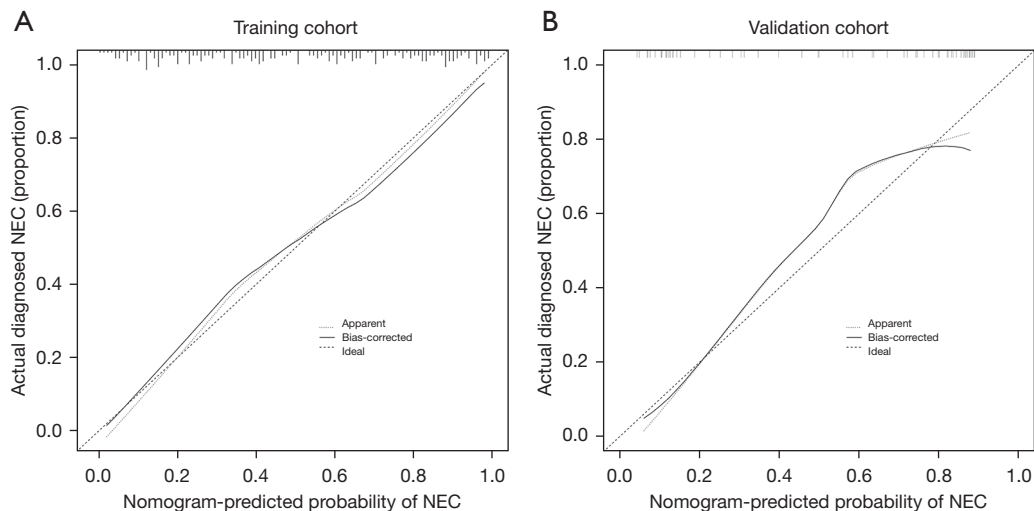 A
Training cohort
Actual diagnosed NEC (proportion)
1.0
0.8
0.6
0.4
0.2
0.0
Apparent
Bias-corrected
Ideal
0.0 0.2 0.4 0.6 0.8 1.0
Nomogram-predicted probability of NEC
B
Validation cohort
Actual diagnosed NEC (proportion)
1.0
0.8
0.6
0.4
0.2
0.0
Apparent
Bias-corrected
Ideal
0.0 0.2 0.4 0.6 0.8 1.0
Nomogram-predicted probability of NEC